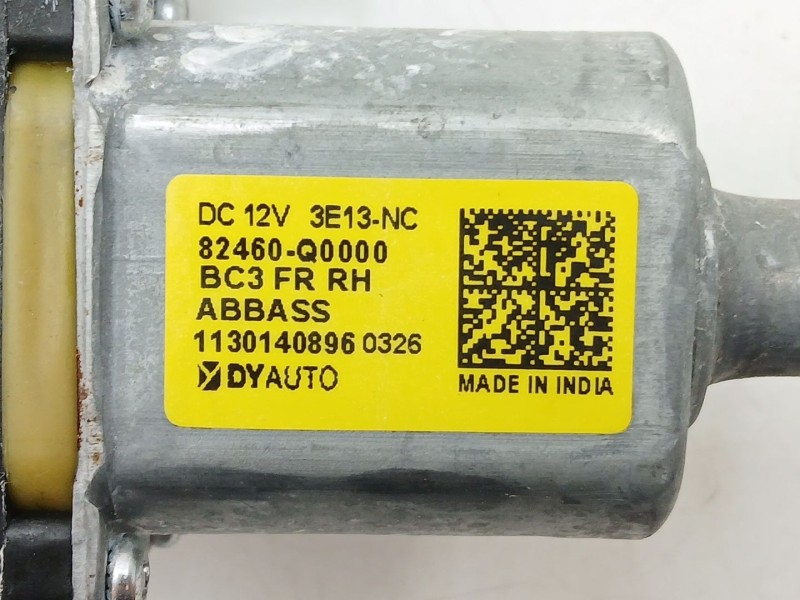 DC 12V 3E13-NC
82460-Q0000
BC3 FR RH
ABBASS
1130140896 0326
DYAUTO
MADE IN INDIA